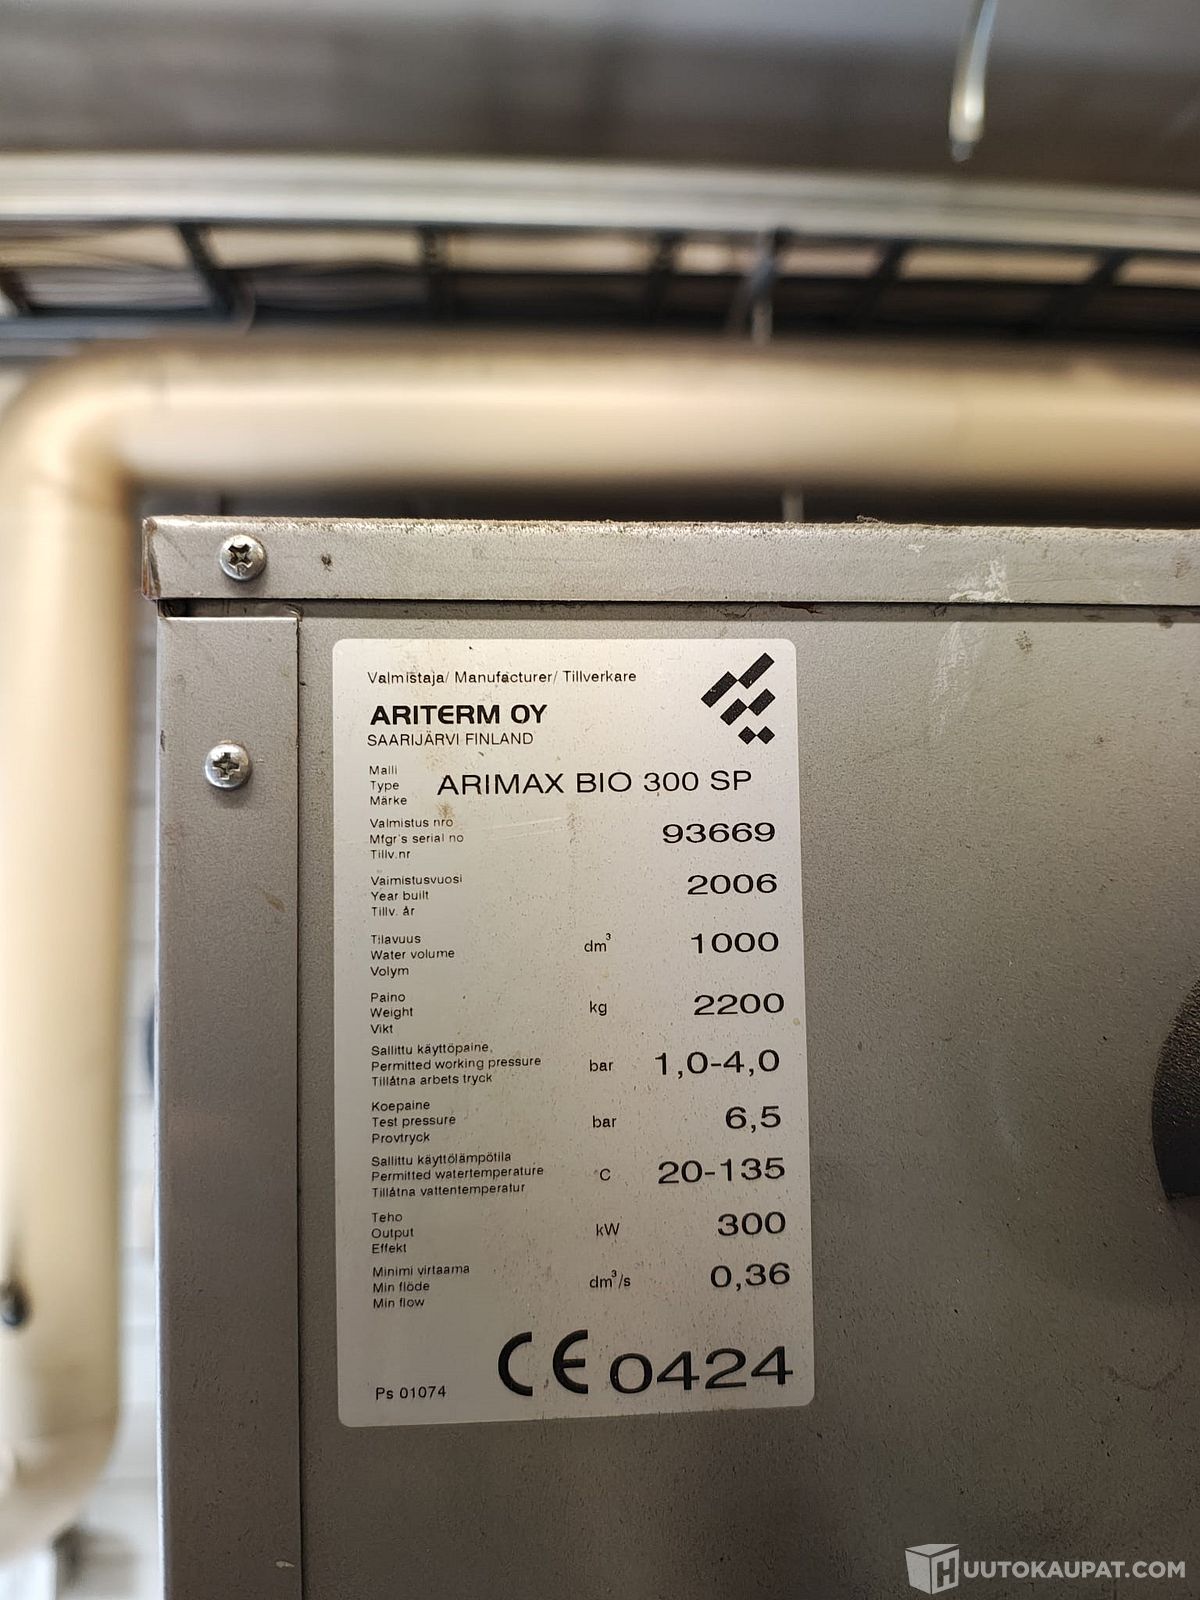 Valmistaja/ Manufacturer/ Tillverkare
ARITERM OY
SAARIJÄRVI FINLAND
Malli
Type
Märke
ARIMAX BIO 300 SP
Valmistus nro
Mfgr's serial no
Tillv.nr
93669
Valmistusvuosi
Year built
Tillv. år
2006
Tilavuus
Water volume
Volym
dm³
1000
Paino
Weight
Vikt
kg
2200
Sallittu käyttöpaine,
Permitted working pressure
Tillåtna arbets tryck
bar
1,0-4,0
Koepaine
Test pressure
Provtryck
bar
6,5
Sallittu käyttölämpötila
Permitted watertemperature
Tillåtna vattentemperatur
°C
20-135
Teho
Output
Effekt
kW
300
Minimi virtaama
Min flöde
Min flow
dm³/s
0,36
Ps 01074
CE 0424
HUUTOKAUPAT.COM